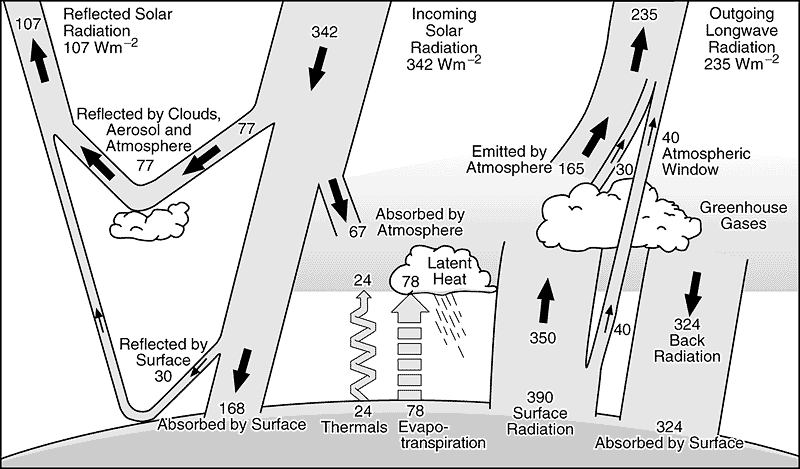 107
Reflected Solar
Radiation
107 Wm−2
342
Incoming
Solar
Radiation
342 Wm−2
235
Outgoing
Longwave
Radiation
235 Wm−2
Reflected by Clouds,
Aerosol and
Atmosphere
77
77
Emitted by
Atmosphere
165
30
40
Atmospheric
Window
Greenhouse
Gases
Absorbed by
Atmosphere
67
Latent
Heat
24
78
350
40
324
Back
Radiation
Reflected by
Surface
30
168
Absorbed by Surface
24
Thermals
78
Evapo-
transpiration
390
Surface
Radiation
324
Absorbed by Surface